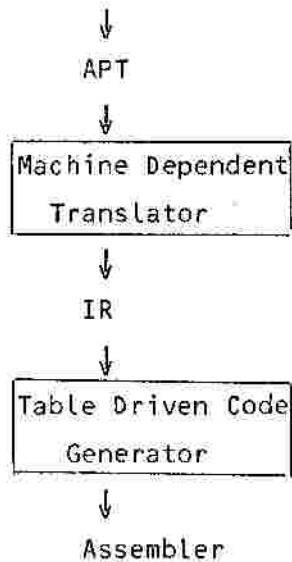 APT
Machine Dependent
Translator
IR
Table Driven Code
Generator
Assembler